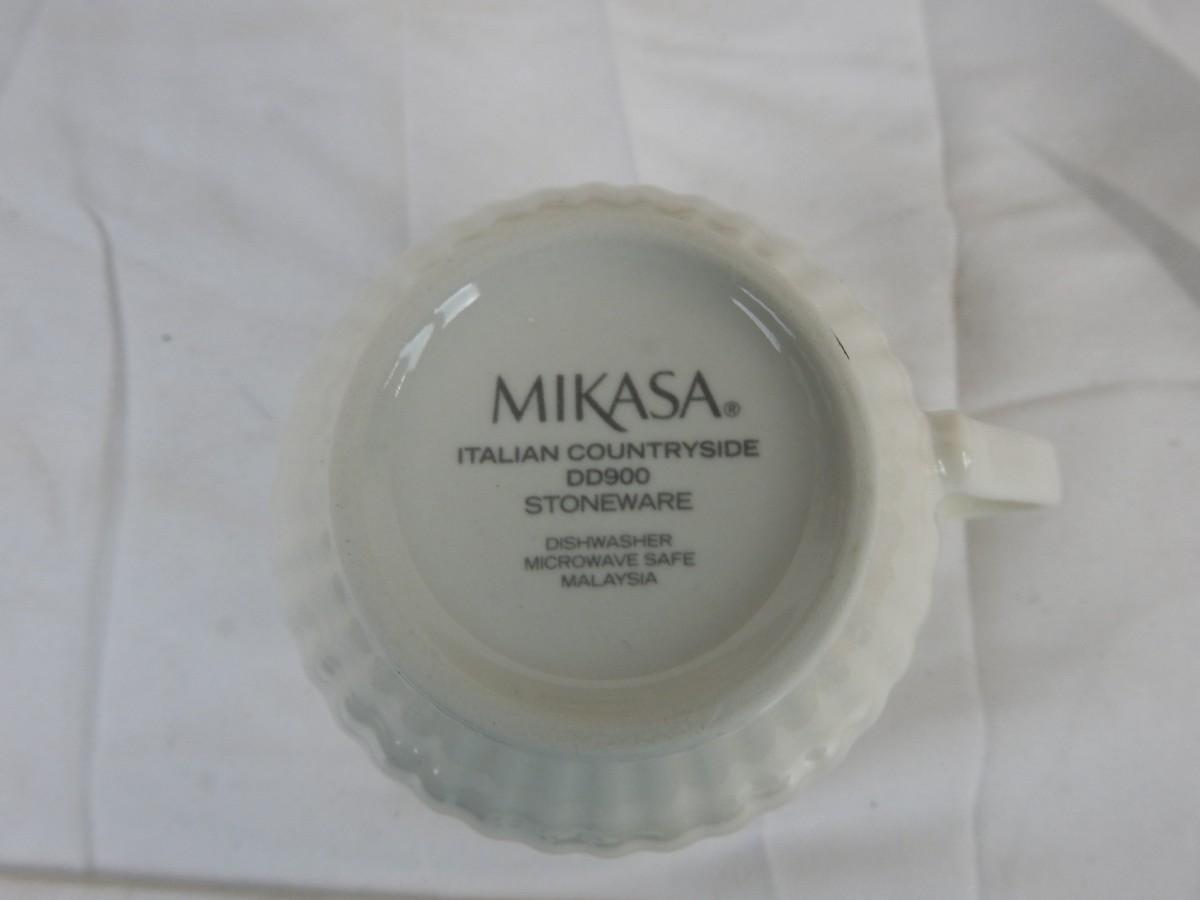 MIKASA®
ITALIAN COUNTRYSIDE
DD900
STONEWARE
DISHWASHER
MICROWAVE SAFE
MALAYSIA